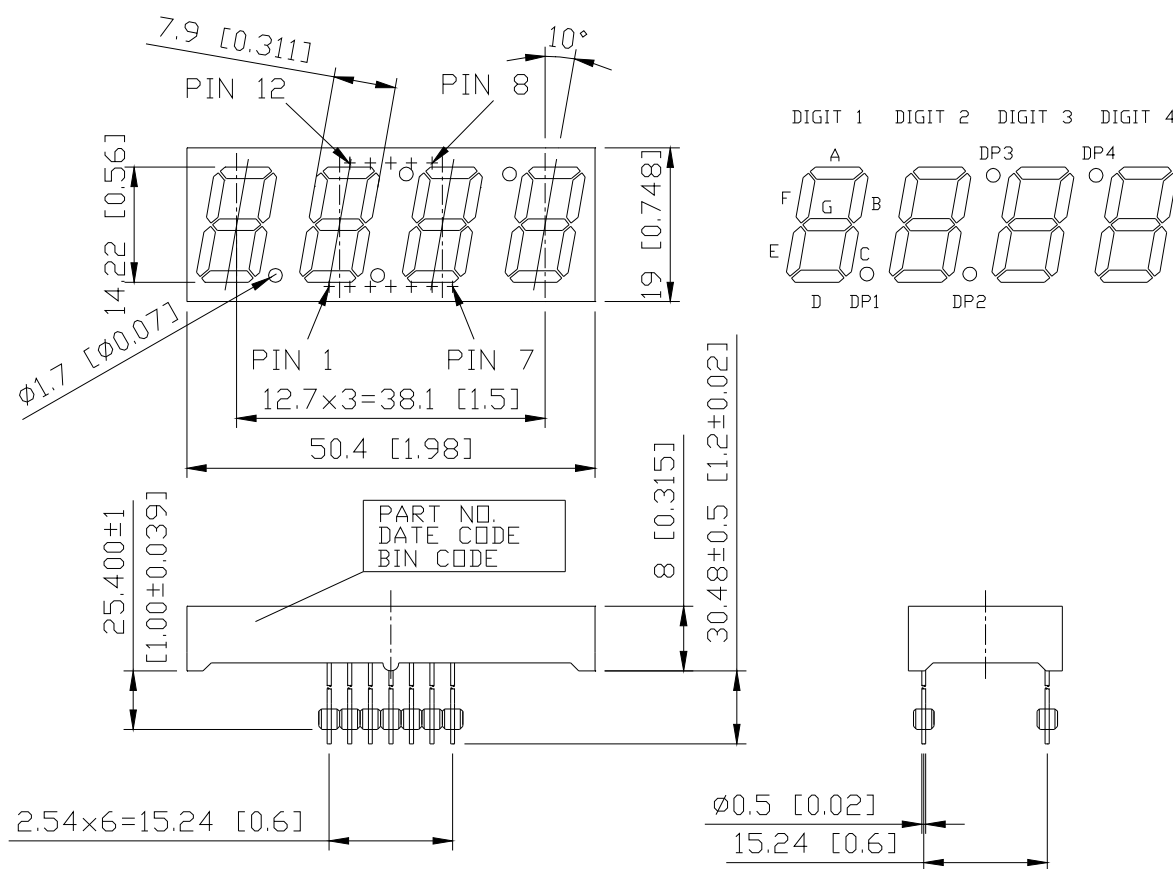 7.9 [0.311]
10°
PIN 12
PIN 8
14,22 [0.56]
19 [0.748]
ø1.7 [ø0.07]
PIN 1
PIN 7
12.7×3=38.1 [1.5]
50.4 [1.98]
DIGIT 1 DIGIT 2 DIGIT 3 DIGIT 4
DP3
DP4
A
F
G
B
E
C
D
DP1
DP2
25.400±1
[1.00±0.039]
PART NO.
DATE CODE
BIN CODE
8 [0.315]
30.48±0.5 [1.2±0.02]
2.54×6=15.24 [0.6]
ø0.5 [0.02]
15.24 [0.6]